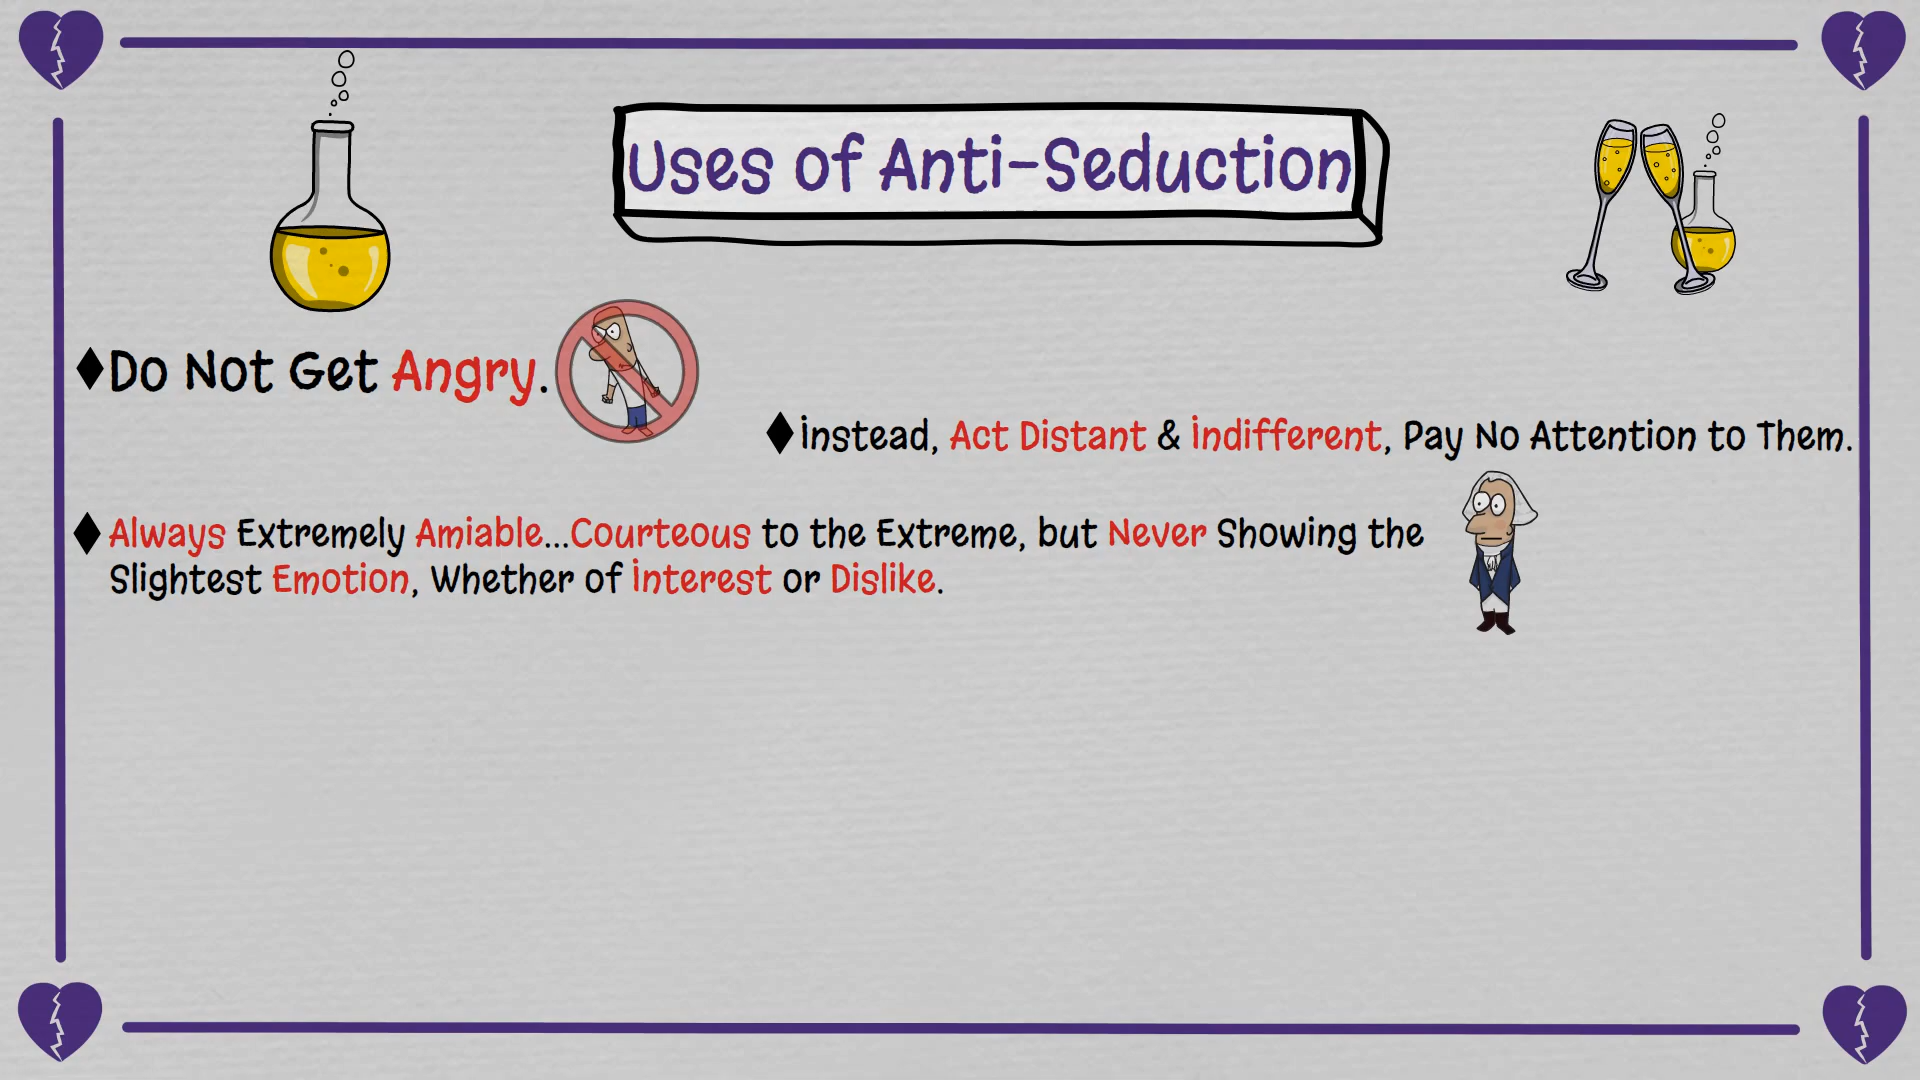 Uses of Anti-Seduction
♦Do Not Get Angry.
♦Instead, Act Distant & Indifferent, Pay No Attention to Them.
♦Always Extremely Amiable...Courteous to the Extreme, but Never Showing the
Slightest Emotion, Whether of Interest or Dislike.